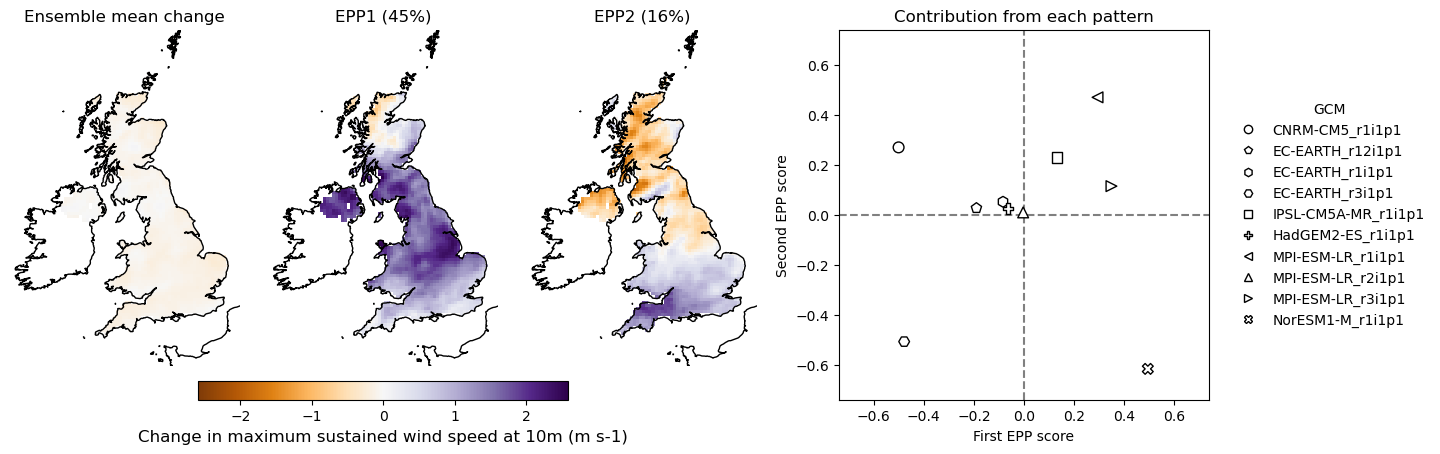 Ensemble mean change
EPP1 (45%)
EPP2 (16%)
Contribution from each pattern
−2
−1
0
1
2
Change in maximum sustained wind speed at 10m (m s-1)
Second EPP score
0.6
0.4
0.2
0.0
−0.2
−0.4
−0.6
−0.6
−0.4
−0.2
0.0
0.2
0.4
0.6
First EPP score
GCM
CNRM-CM5_r1i1p1
EC-EARTH_r12i1p1
EC-EARTH_r1i1p1
EC-EARTH_r3i1p1
IPSL-CM5A-MR_r1i1p1
HadGEM2-ES_r1i1p1
MPI-ESM-LR_r1i1p1
MPI-ESM-LR_r2i1p1
MPI-ESM-LR_r3i1p1
NorESM1-M_r1i1p1